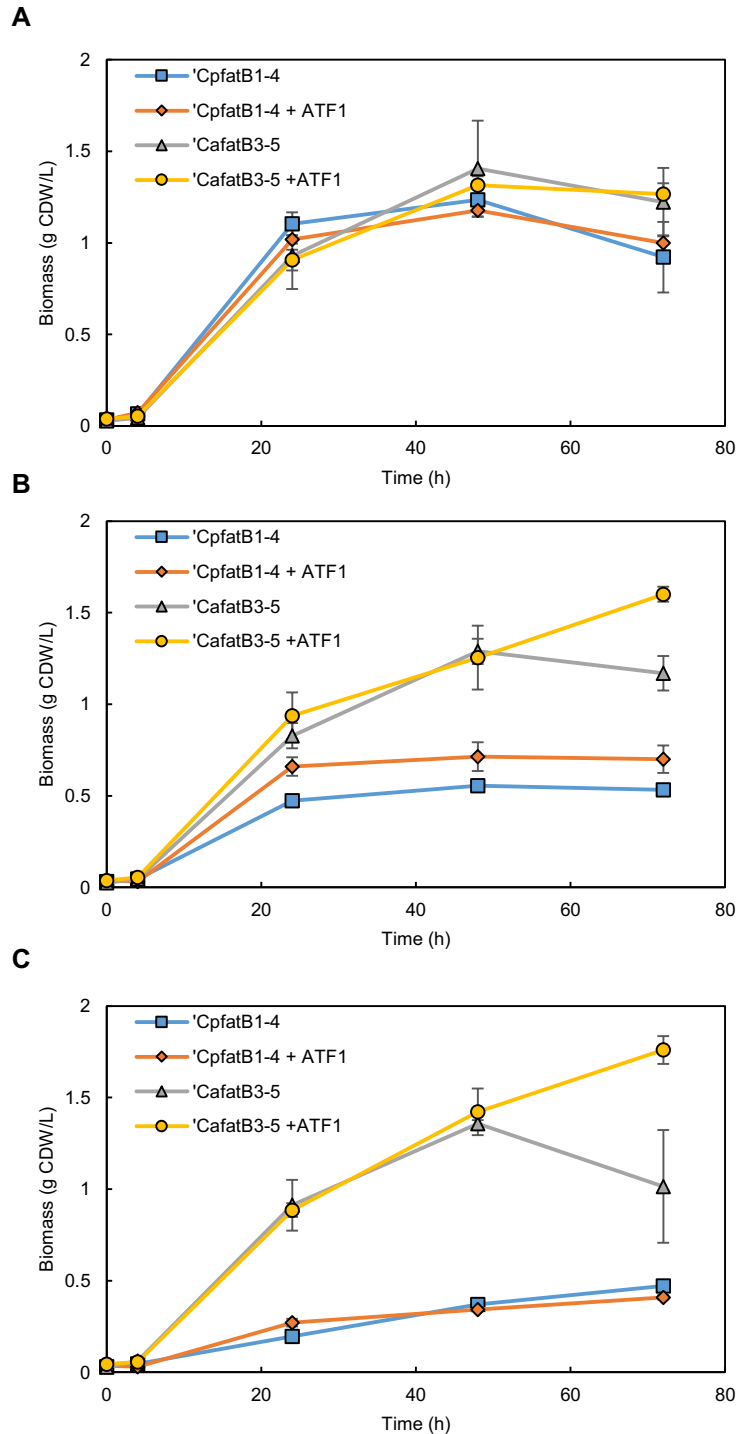 A
2
1.5
1
0.5
0
Biomass (g CDW/L)
'CpfatB1-4
'CpfatB1-4 + ATF1
'CafatB3-5
'CafatB3-5 +ATF1
0 20 40 60 80
Time (h)
B
2
1.5
1
0.5
0
Biomass (g CDW/L)
'CpfatB1-4
'CpfatB1-4 + ATF1
'CafatB3-5
'CafatB3-5 +ATF1
0 20 40 60 80
Time (h)
C
2
1.5
1
0.5
0
Biomass (g CDW/L)
'CpfatB1-4
'CpfatB1-4 + ATF1
'CafatB3-5
'CafatB3-5 +ATF1
0 20 40 60 80
Time (h)